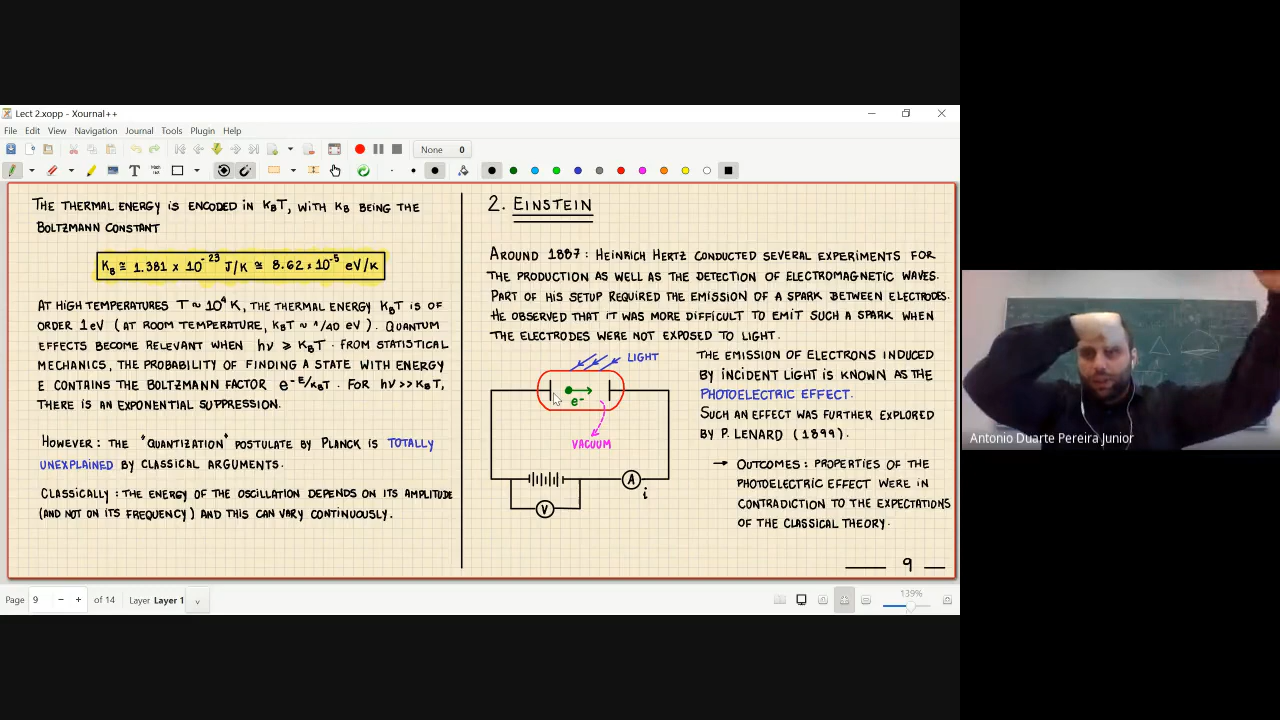 Lect 2.xopp - Xournal++
File Edit View Navigation Journal Tools Plugin Help
None 0
THE THERMAL ENERGY IS ENCODED IN KBT, WITH KB BEING THE
BOLTZMANN CONSTANT
KB ≅ 1.381 × 10^-23 J/K ≅ 8.62 × 10^-5 eV/K
AT HIGH TEMPERATURES T ~ 10^4 K, THE THERMAL ENERGY KBT IS OF
ORDER 1eV (AT ROOM TEMPERATURE, KBT ~ 1/40 eV). QUANTUM
EFFECTS BECOME RELEVANT WHEN hν ⩾ KBT. FROM STATISTICAL
MECHANICS, THE PROBABILITY OF FINDING A STATE WITH ENERGY
E CONTAINS THE BOLTZMANN FACTOR e^-E/KBT. FOR hν >> KBT,
THERE IS AN EXPONENTIAL SUPPRESSION.
HOWEVER: THE "QUANTIZATION" POSTULATE BY PLANCK IS TOTALLY
UNEXPLAINED BY CLASSICAL ARGUMENTS.
CLASSICALLY: THE ENERGY OF THE OSCILLATION DEPENDS ON ITS AMPLITUDE
(AND NOT ON ITS FREQUENCY) AND THIS CAN VARY CONTINUOUSLY.
2. EINSTEIN
AROUND 1887: HEINRICH HERTZ CONDUCTED SEVERAL EXPERIMENTS FOR
THE PRODUCTION AS WELL AS THE DETECTION OF ELECTROMAGNETIC WAVES.
PART OF HIS SETUP REQUIRED THE EMISSION OF A SPARK BETWEEN ELECTRODES.
HE OBSERVED THAT IT WAS MORE DIFFICULT TO EMIT SUCH A SPARK WHEN
THE ELECTRODES WERE NOT EXPOSED TO LIGHT.
LIGHT
e-
VACUUM
A
i
V
THE EMISSION OF ELECTRONS INDUCED
BY INCIDENT LIGHT IS KNOWN AS THE
PHOTOELECTRIC EFFECT.
SUCH AN EFFECT WAS FURTHER EXPLORED
BY P. LENARD (1899).
→ OUTCOMES: PROPERTIES OF THE
PHOTOELECTRIC EFFECT WERE IN
CONTRADICTION TO THE EXPECTATIONS
OF THE CLASSICAL THEORY.
9
Page 9 − + of 14 Layer Layer 1
139%
Antonio Duarte Pereira Junior